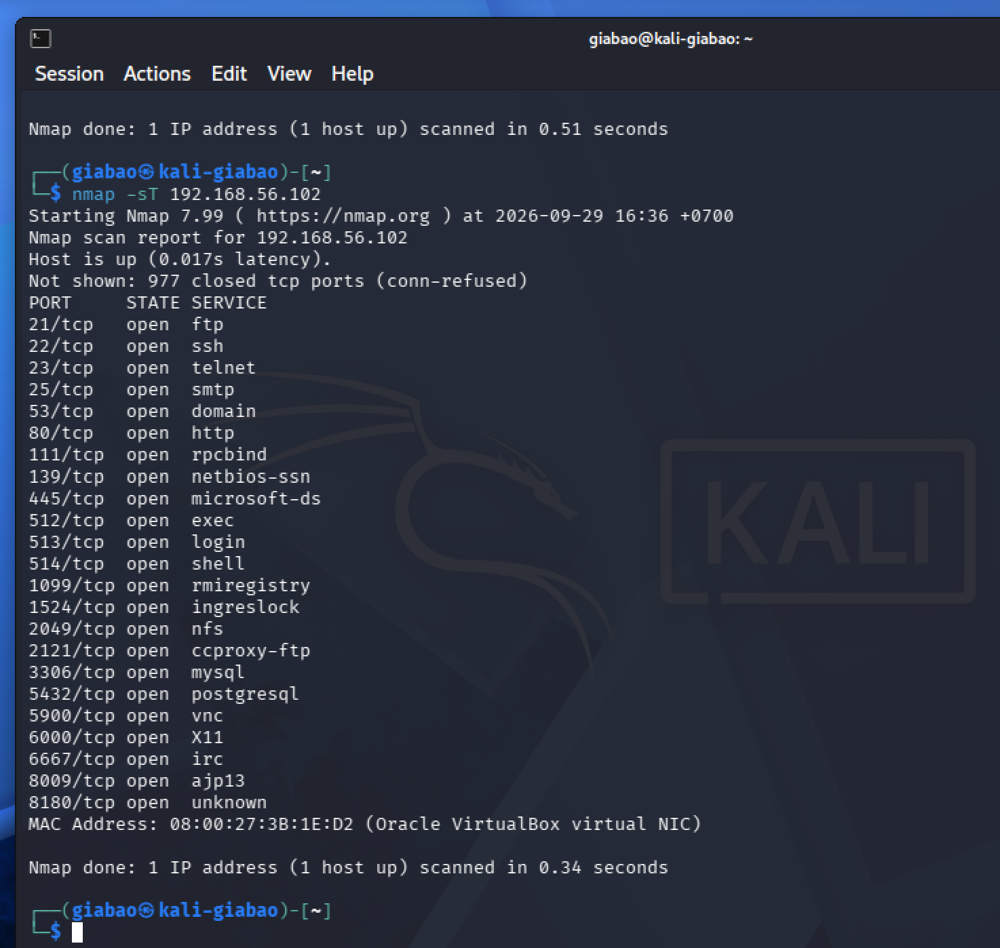 giabao@kali-giabao: ~
Session Actions Edit View Help
Nmap done: 1 IP address (1 host up) scanned in 0.51 seconds
┌──(giabao㉿kali-giabao)-[~]
└─$ nmap -sT 192.168.56.102
Starting Nmap 7.99 ( https://nmap.org ) at 2026-09-29 16:36 +0700
Nmap scan report for 192.168.56.102
Host is up (0.017s latency).
Not shown: 977 closed tcp ports (conn-refused)
PORT     STATE SERVICE
21/tcp   open  ftp
22/tcp   open  ssh
23/tcp   open  telnet
25/tcp   open  smtp
53/tcp   open  domain
80/tcp   open  http
111/tcp  open  rpcbind
139/tcp  open  netbios-ssn
445/tcp  open  microsoft-ds
512/tcp  open  exec
513/tcp  open  login
514/tcp  open  shell
1099/tcp open  rmiregistry
1524/tcp open  ingreslock
2049/tcp open  nfs
2121/tcp open  ccproxy-ftp
3306/tcp open  mysql
5432/tcp open  postgresql
5900/tcp open  vnc
6000/tcp open  X11
6667/tcp open  irc
8009/tcp open  ajp13
8180/tcp open  unknown
MAC Address: 08:00:27:3B:1E:D2 (Oracle VirtualBox virtual NIC)
Nmap done: 1 IP address (1 host up) scanned in 0.34 seconds
┌──(giabao㉿kali-giabao)-[~]
└─$
KALI